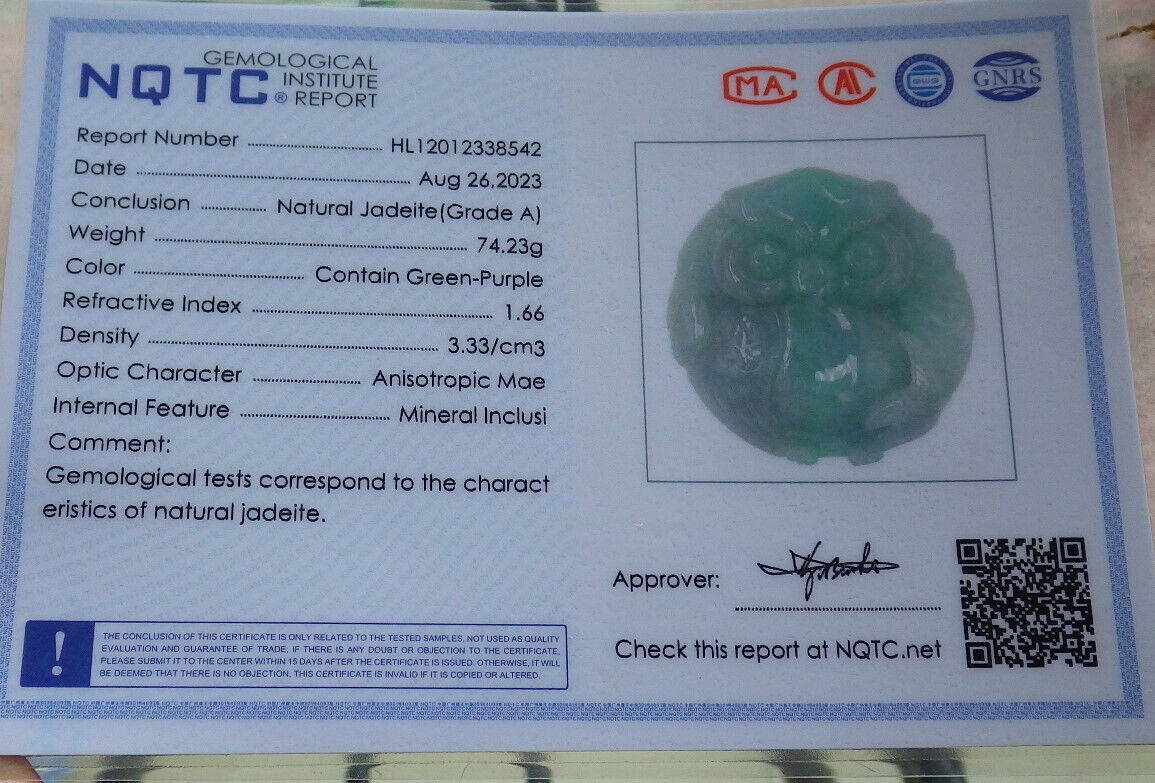 NQTC® GEMOLOGICAL INSTITUTE REPORT
MA
GNRS
Report Number HL12012338542
Date Aug 26,2023
Conclusion Natural Jadeite(Grade A)
Weight 74.23g
Color Contain Green-Purple
Refractive Index 1.66
Density 3.33/cm3
Optic Character Anisotropic Mae
Internal Feature Mineral Inclusi
Comment:
Gemological tests correspond to the charact
eristics of natural jadeite.
Approver:
Check this report at NQTC.net
!
THE CONCLUSION OF THIS CERTIFICATE IS ONLY RELATED TO THE TESTED SAMPLES, NOT USED AS QUALITY
EVALUATION AND GUARANTEE OF TRADE, IF THERE IS ANY DOUBT OR OBJECTION TO THE CERTIFICATE,
PLEASE SUBMIT IT TO THE CENTER WITHIN 15 DAYS AFTER THE CERTIFICATE IS ISSUED. OTHERWISE, IT WILL
BE DEEMED THAT THERE IS NO OBJECTION. THIS CERTIFICATE IS INVALID IF IT IS COPIED OR ALTERED.